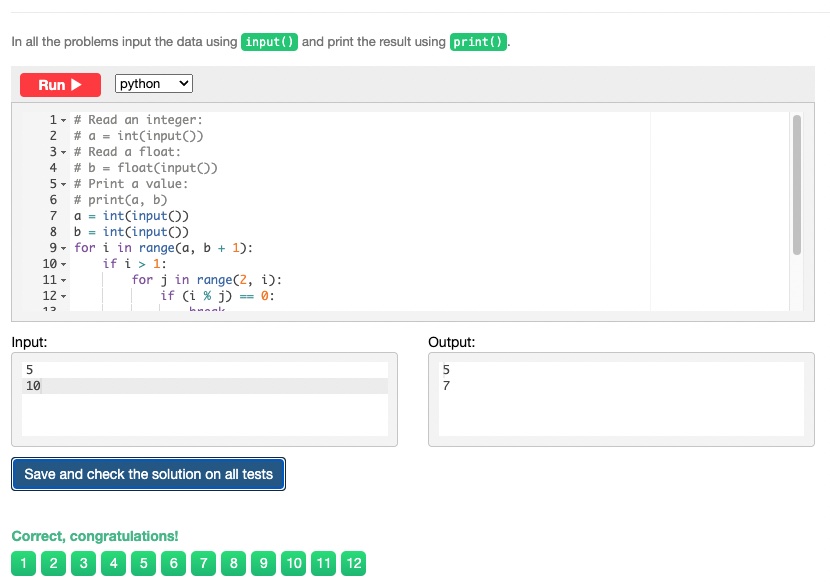 In all the problems input the data using input() and print the result using print().
Run ▶ python
1 # Read an integer:
2 # a = int(input())
3 # Read a float:
4 # b = float(input())
5 # Print a value:
6 # print(a, b)
7 a = int(input())
8 b = int(input())
9 for i in range(a, b + 1):
10 if i > 1:
11 for j in range(2, i):
12 if (i % j) == 0:
13 break
Input: Output:
5 5
10 7
Save and check the solution on all tests
Correct, congratulations!
1 2 3 4 5 6 7 8 9 10 11 12